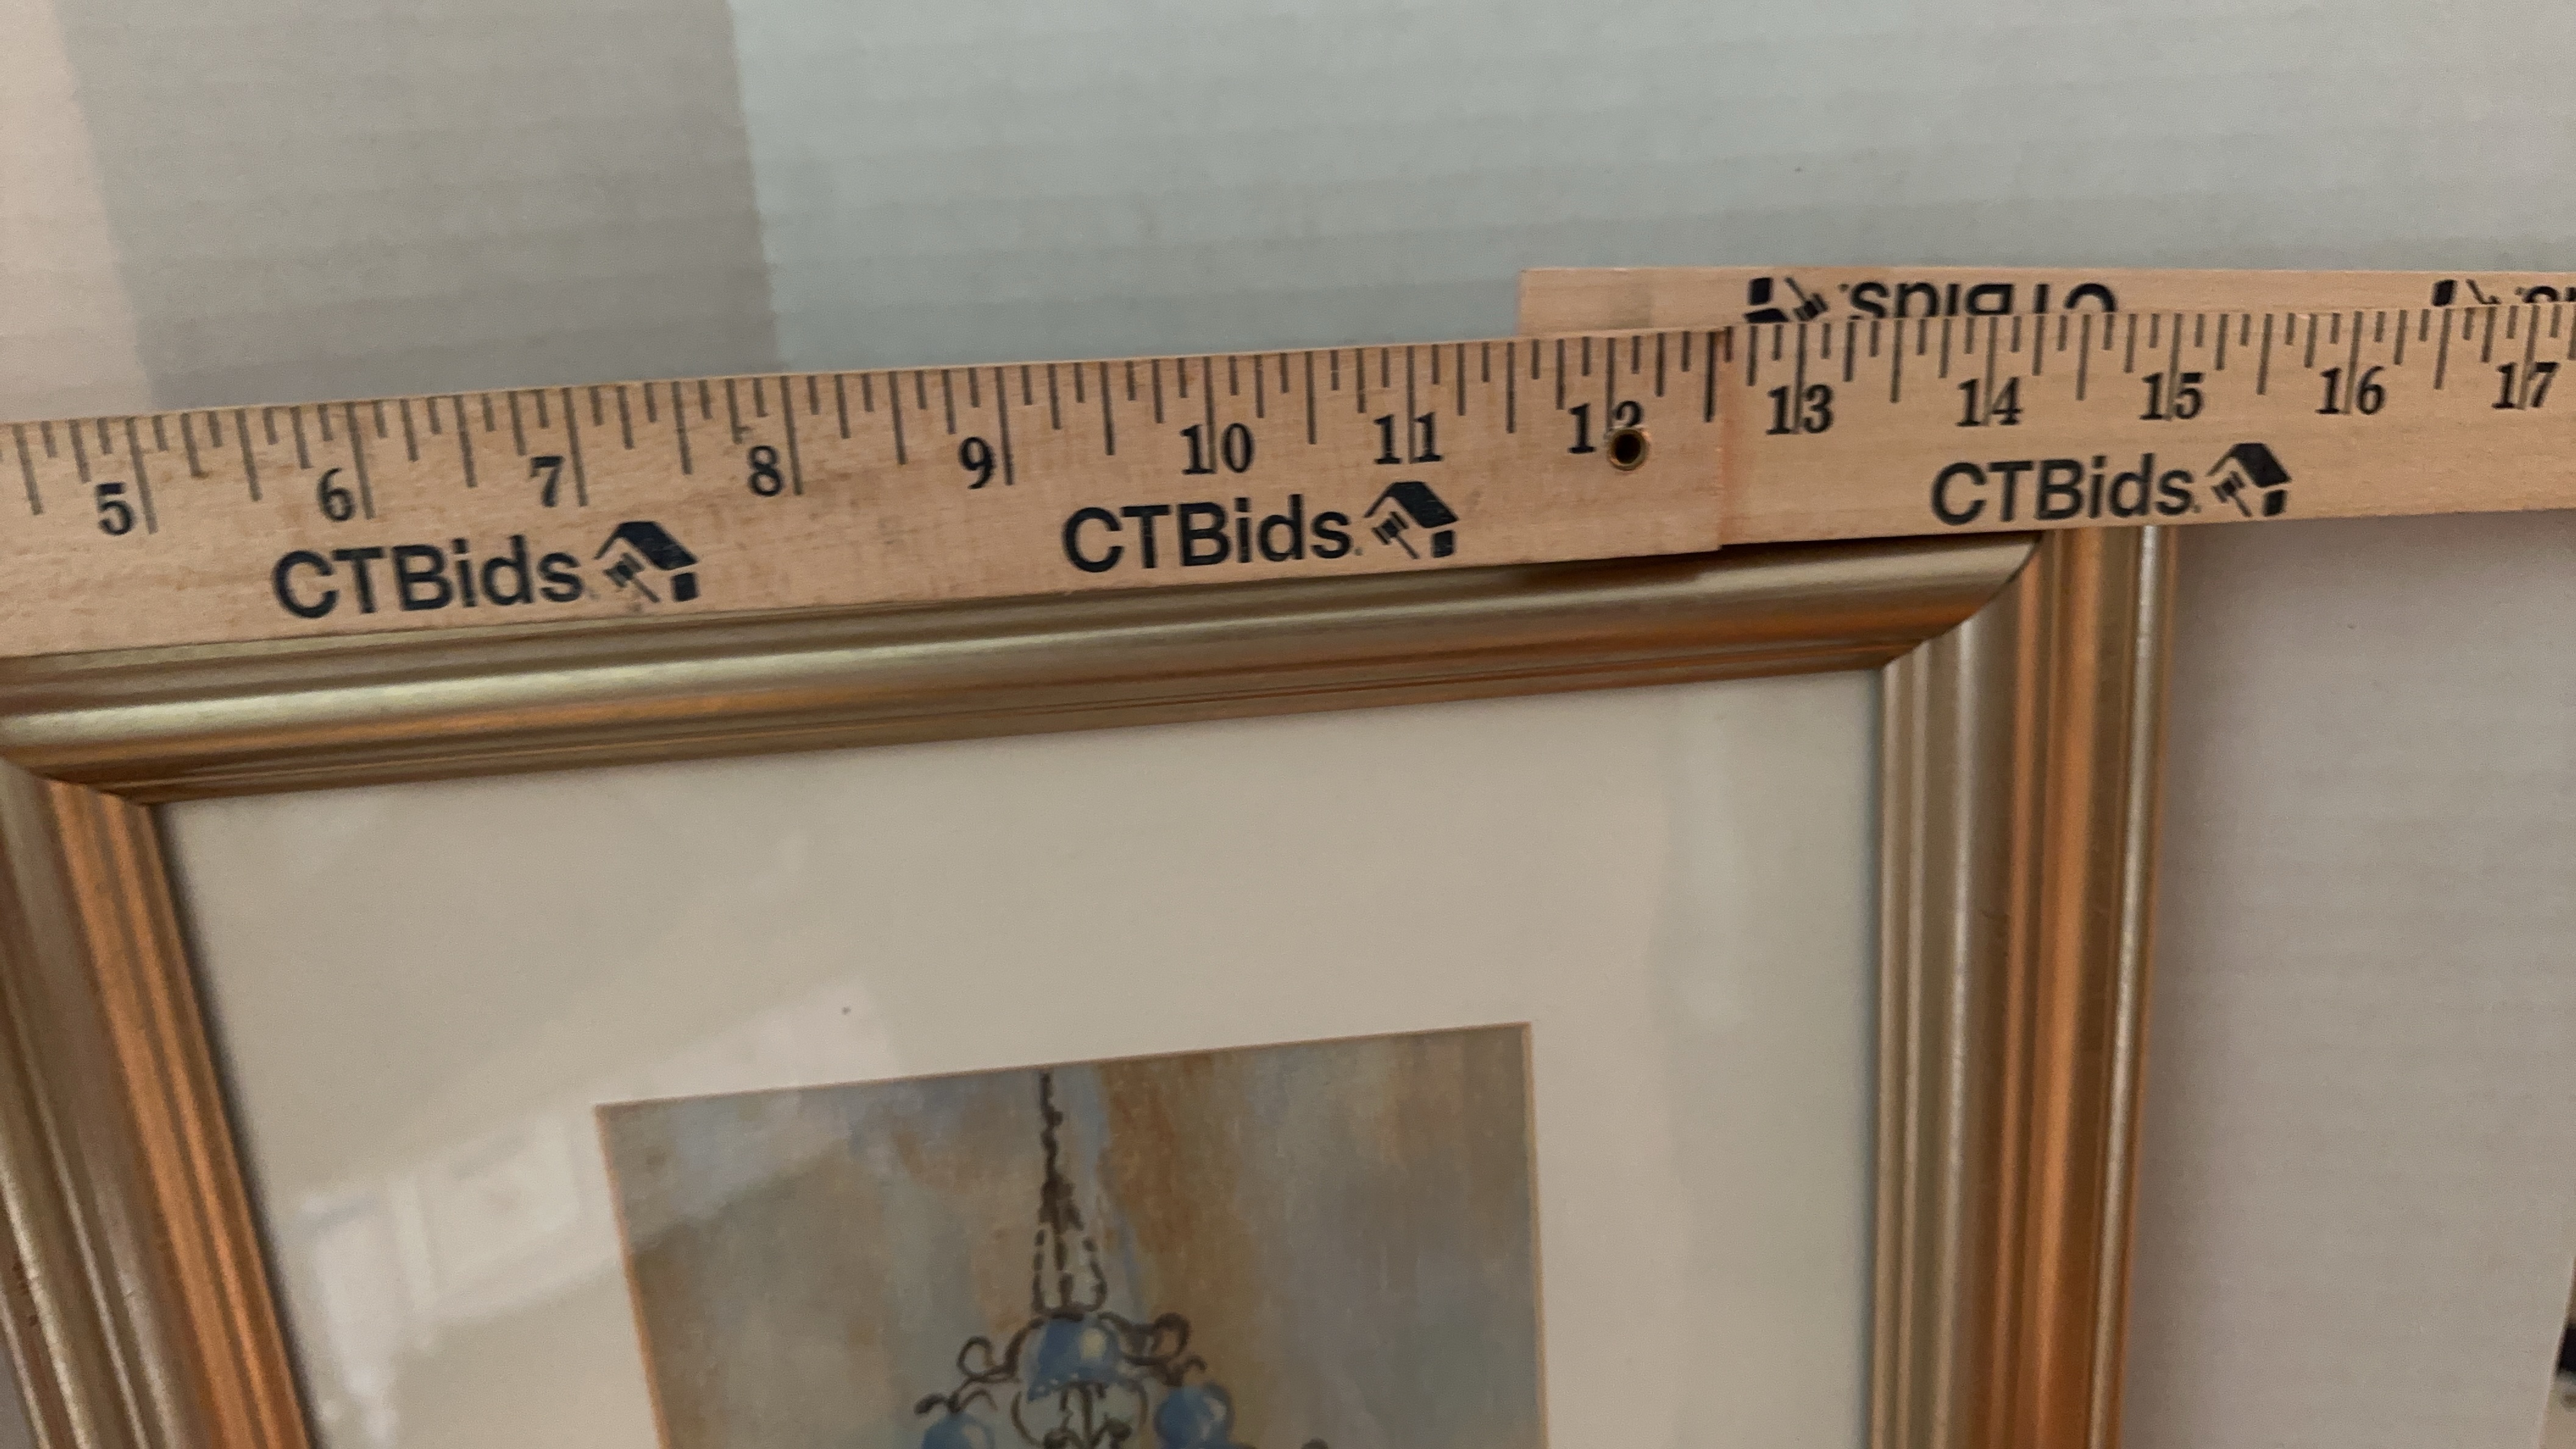 CTBids.
5 6 7 8 9 10 11 12 13 14 15 16 17
CTBids. CTBids. CTBids.